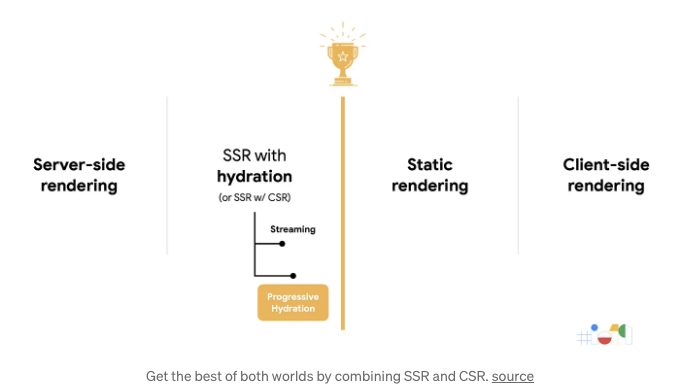 Server-side
rendering
SSR with
hydration
(or SSR w/ CSR)
Streaming
Progressive
Hydration
Static
rendering
Client-side
rendering
Get the best of both worlds by combining SSR and CSR. source